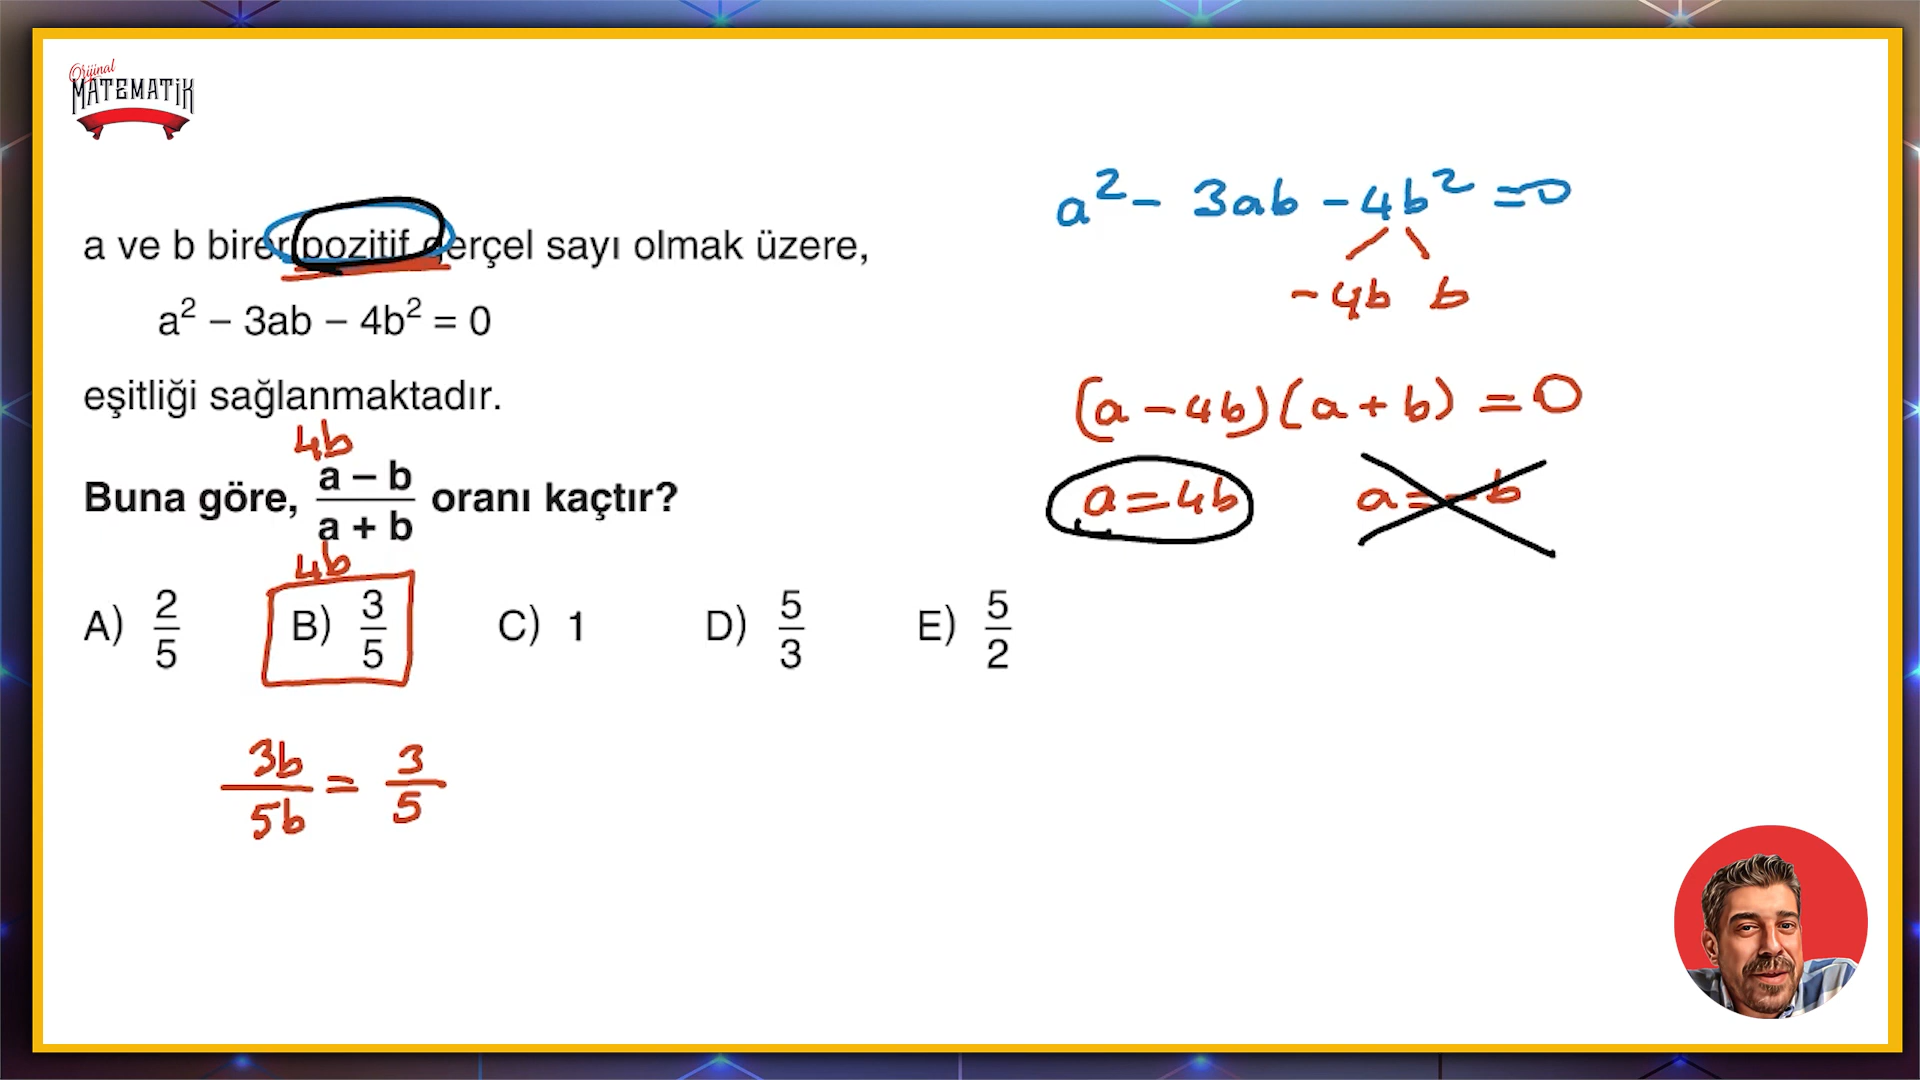 Orijinal
MATEMATİK
a ve b birer pozitif gerçel sayı olmak üzere,
a² – 3ab – 4b² = 0
eşitliği sağlanmaktadır.
4b
Buna göre, (a – b)/(a + b) oranı kaçtır?
4b
A) 2/5 B) 3/5 C) 1 D) 5/3 E) 5/2
3b/5b = 3/5
a² - 3ab - 4b² = 0
-4b b
(a - 4b)(a + b) = 0
a = 4b a = -b